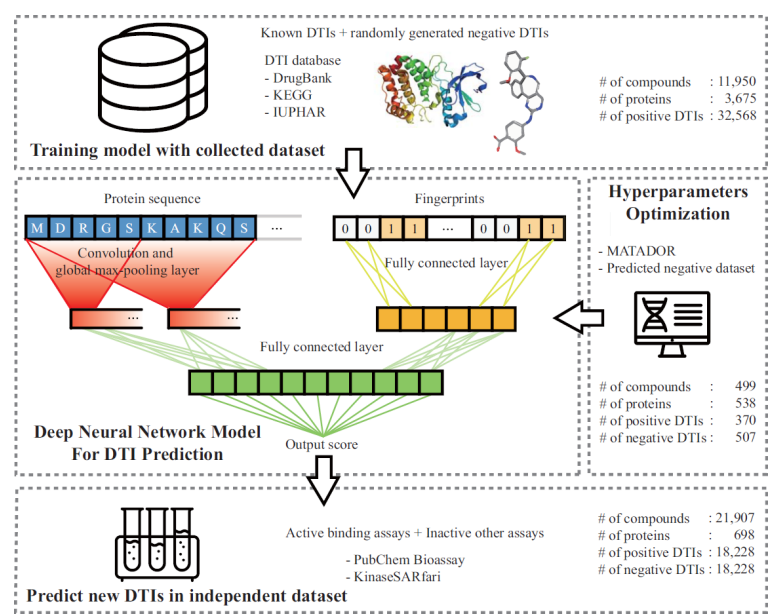 Known DTIs + randomly generated negative DTIs
DTI database
- DrugBank
- KEGG
- IUPHAR
# of compounds : 11,950
# of proteins : 3,675
# of positive DTIs : 32,568
Training model with collected dataset
Protein sequence
M D R G S K A K Q S ...
Convolution and
global max-pooling layer
... ...
Fingerprints
0 0 1 1 ... 0 0 1 1
Fully connected layer
Fully connected layer
Output score
Deep Neural Network Model
For DTI Prediction
Hyperparameters
Optimization
- MATADOR
- Predicted negative dataset
# of compounds : 499
# of proteins : 538
# of positive DTIs : 370
# of negative DTIs : 507
Active binding assays + Inactive other assays
- PubChem Bioassay
- KinaseSARfari
# of compounds : 21,907
# of proteins : 698
# of positive DTIs : 18,228
# of negative DTIs : 18,228
Predict new DTIs in independent dataset